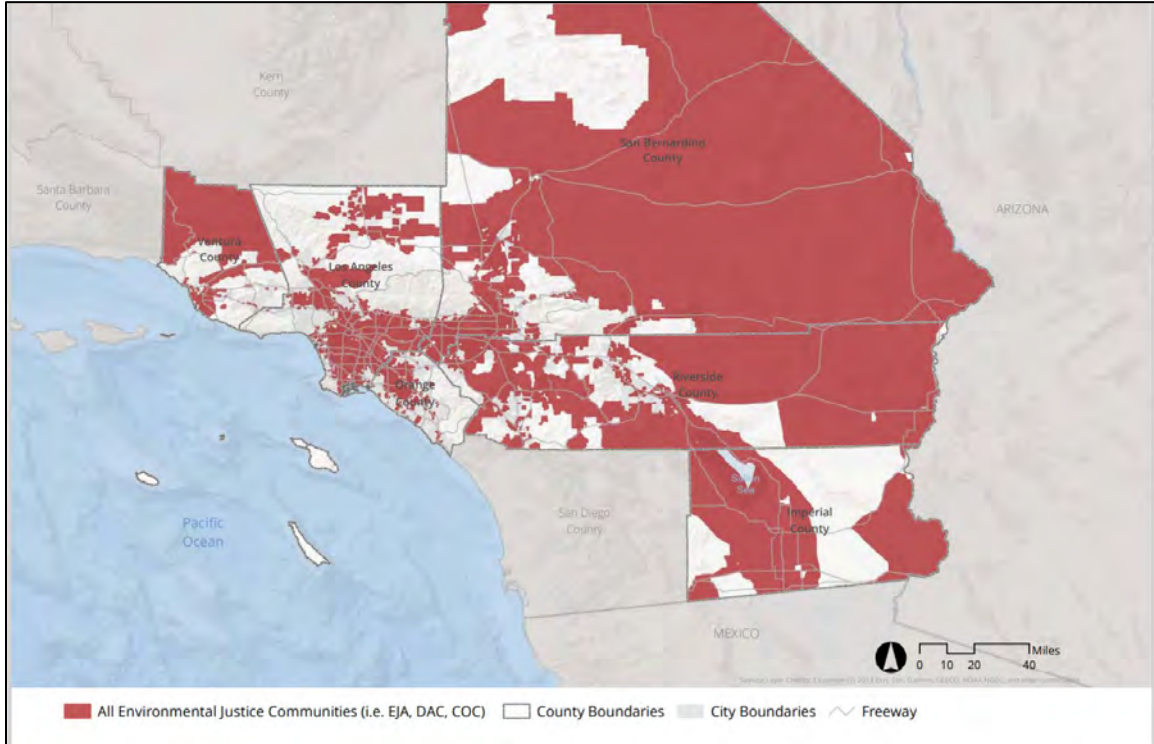 Kern
County
San Bernardino
County
Santa Barbara
County
ARIZONA
Ventura
County
Los Angeles
County
Orange
County
Riverside
County
Salton
Sea
San Diego
County
Imperial
County
Pacific
Ocean
MEXICO
Miles
0 10 20 40
All Environmental Justice Communities (i.e. EJA, DAC, COC) County Boundaries City Boundaries Freeway